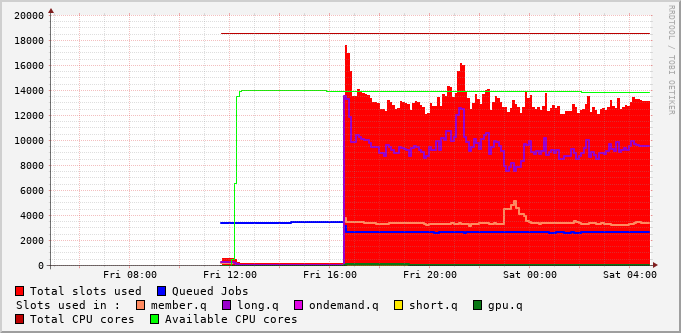 20000
18000
16000
14000
12000
10000
8000
6000
4000
2000
0
Fri 08:00 Fri 12:00 Fri 16:00 Fri 20:00 Sat 00:00 Sat 04:00
Total slots used Queued Jobs
Slots used in : member.q long.q ondemand.q short.q gpu.q
Total CPU cores Available CPU cores
RRDTOOL / TOBI OETIKER